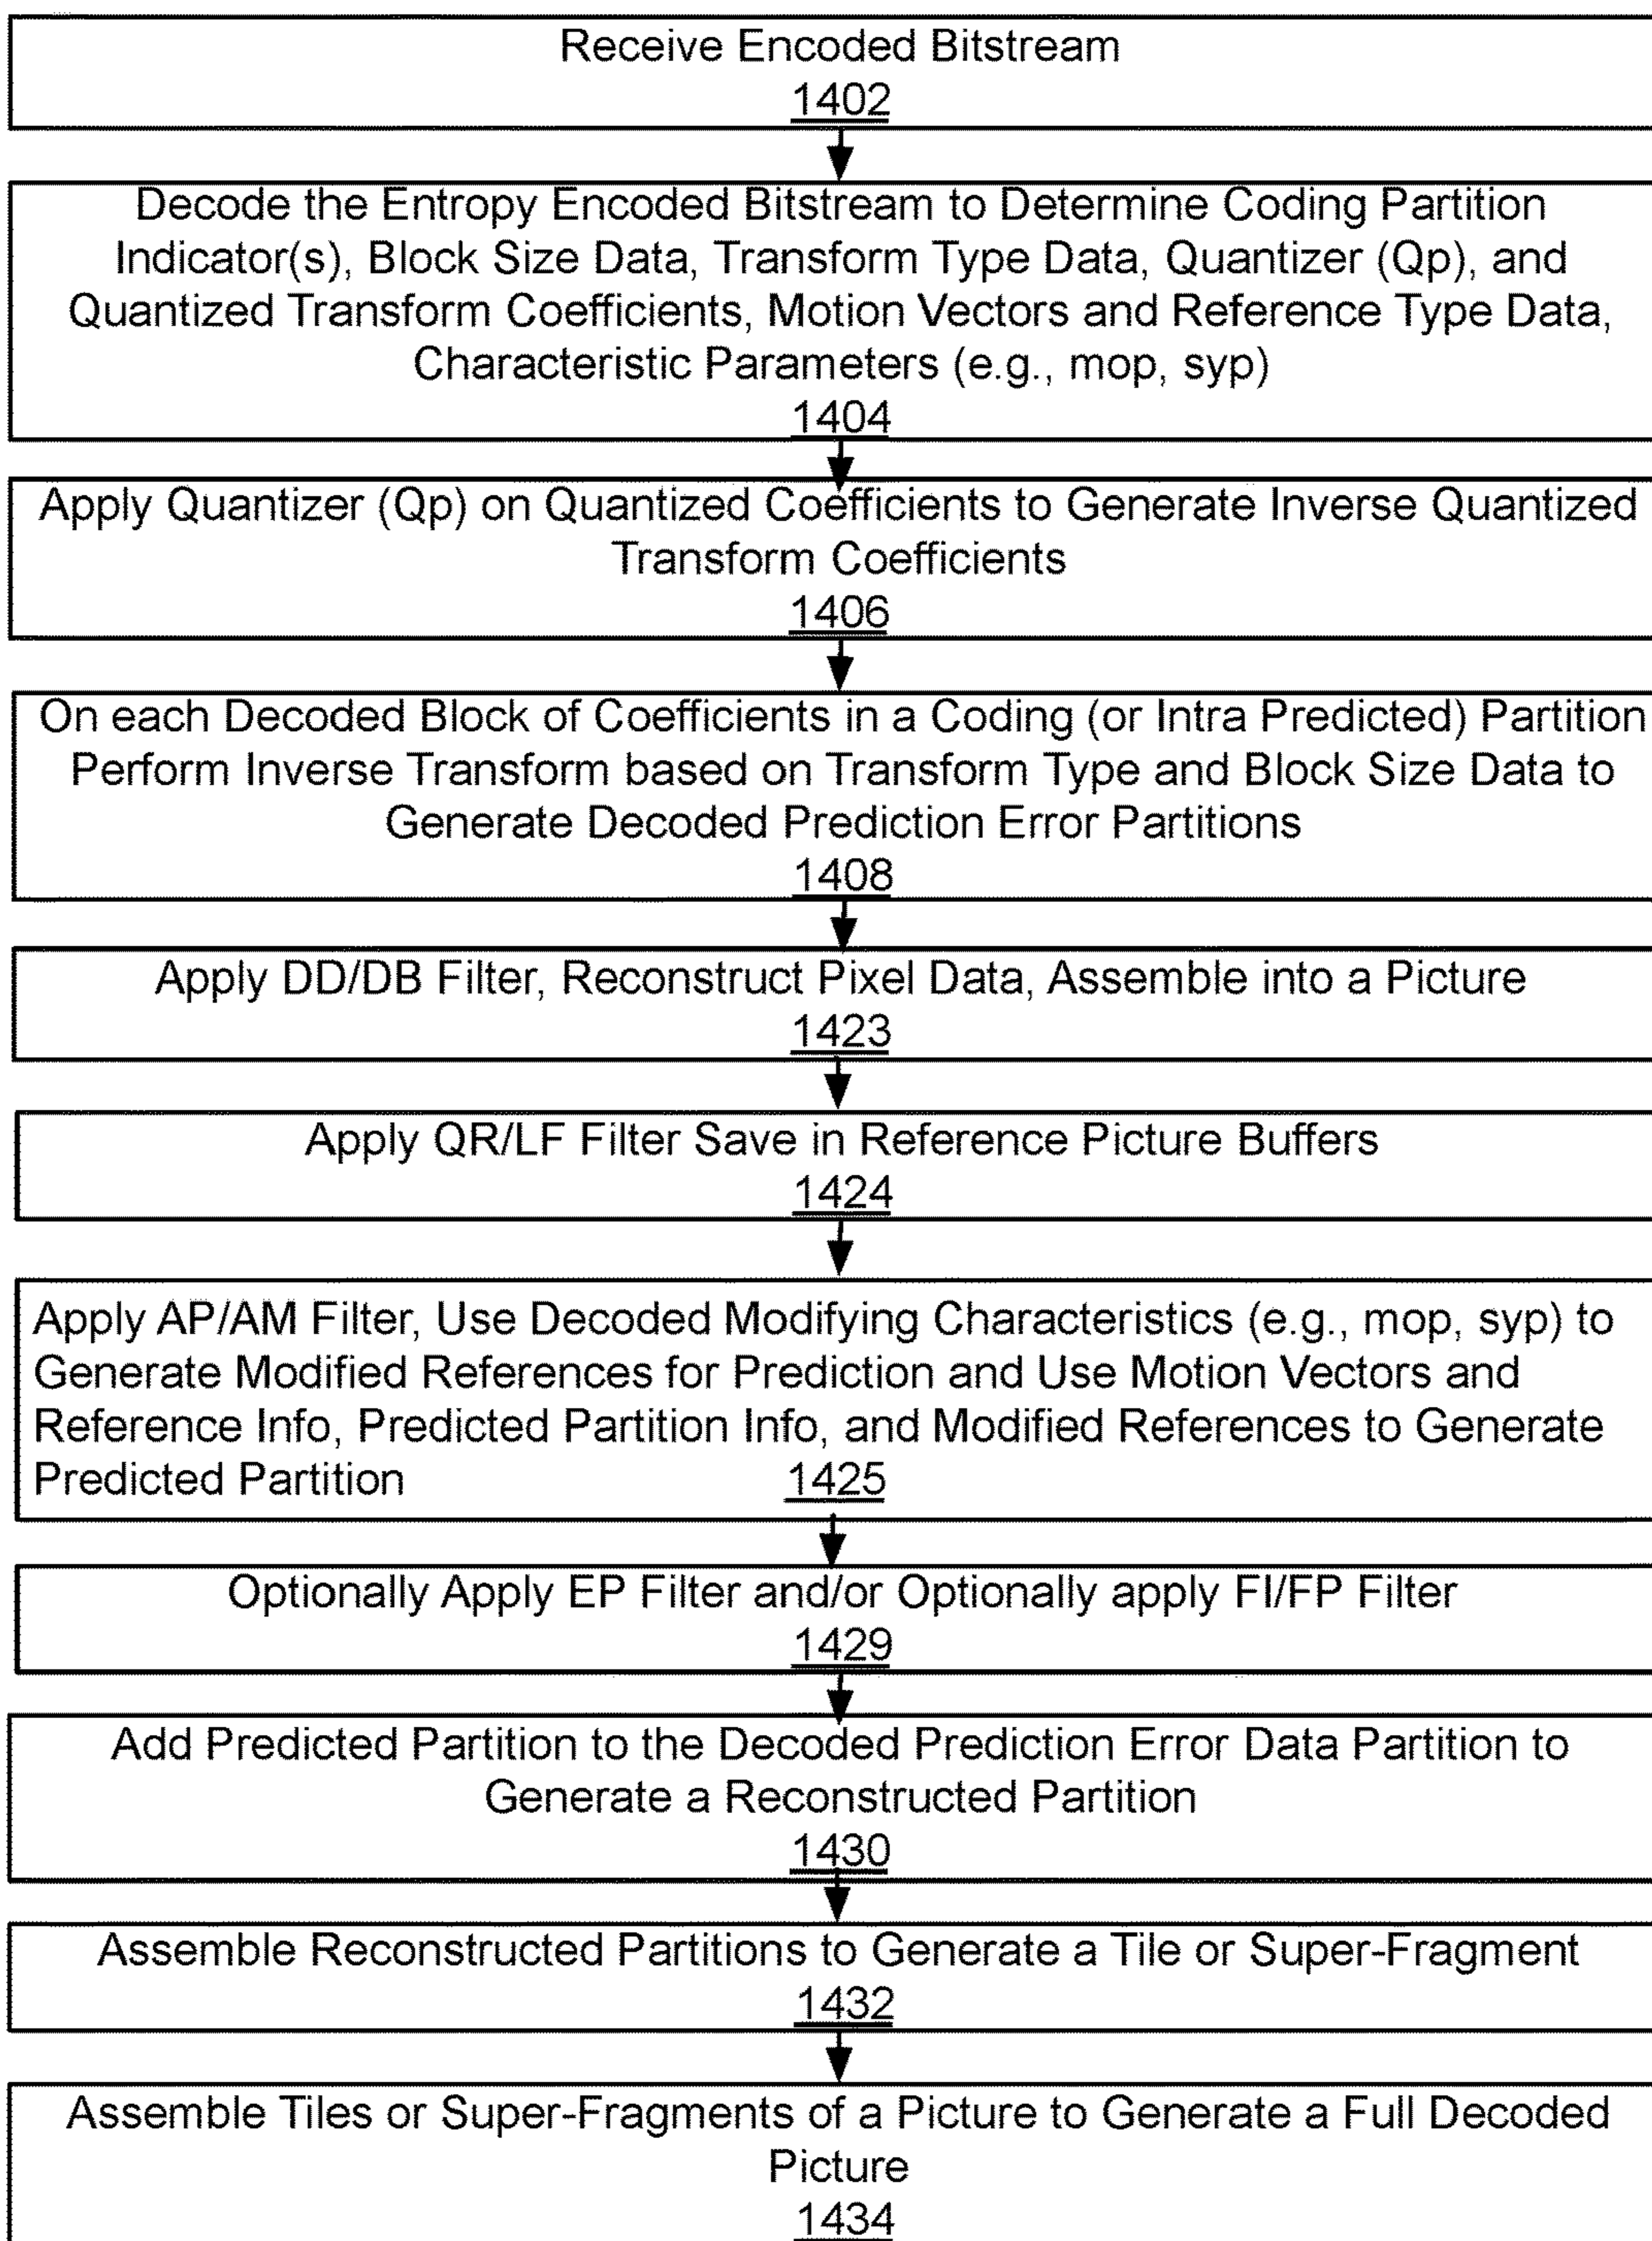 Receive Encoded Bitstream
1402
Decode the Entropy Encoded Bitstream to Determine Coding Partition
Indicator(s), Block Size Data, Transform Type Data, Quantizer (Qp), and
Quantized Transform Coefficients, Motion Vectors and Reference Type Data,
Characteristic Parameters (e.g., mop, syp)
1404
Apply Quantizer (Qp) on Quantized Coefficients to Generate Inverse Quantized
Transform Coefficients
1406
On each Decoded Block of Coefficients in a Coding (or Intra Predicted) Partition
Perform Inverse Transform based on Transform Type and Block Size Data to
Generate Decoded Prediction Error Partitions
1408
Apply DD/DB Filter, Reconstruct Pixel Data, Assemble into a Picture
1423
Apply QR/LF Filter Save in Reference Picture Buffers
1424
Apply AP/AM Filter, Use Decoded Modifying Characteristics (e.g., mop, syp) to
Generate Modified References for Prediction and Use Motion Vectors and
Reference Info, Predicted Partition Info, and Modified References to Generate
Predicted Partition 1425
Optionally Apply EP Filter and/or Optionally apply FI/FP Filter
1429
Add Predicted Partition to the Decoded Prediction Error Data Partition to
Generate a Reconstructed Partition
1430
Assemble Reconstructed Partitions to Generate a Tile or Super-Fragment
1432
Assemble Tiles or Super-Fragments of a Picture to Generate a Full Decoded
Picture
1434